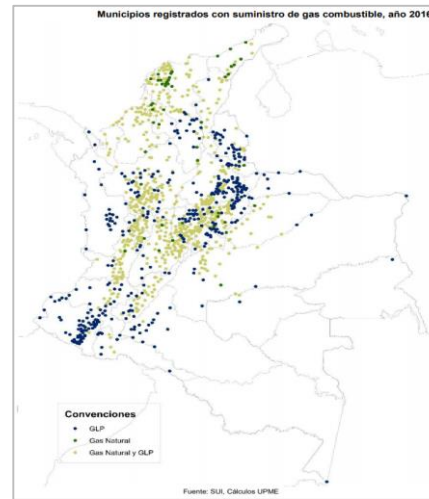 Municipios registrados con suministro de gas combustible, año 2016
Convenciones
GLP
Gas Natural
Gas Natural y GLP
Fuente: SUI, Cálculos UPME